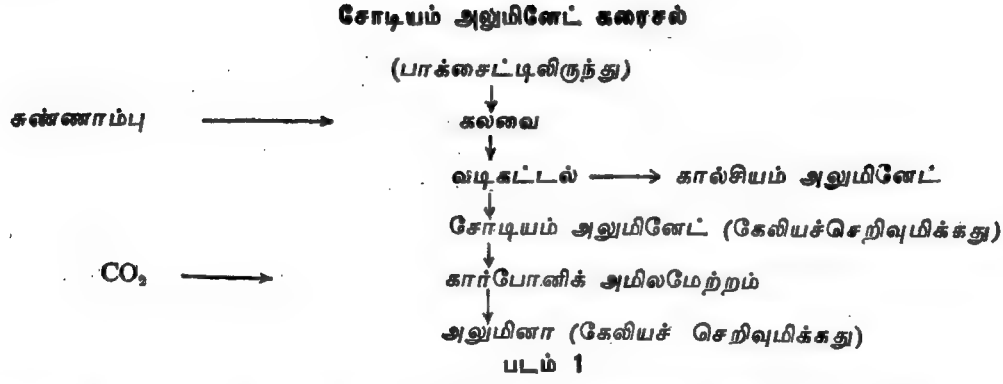 சோடியம் அலுமினேட் கரைசல்
(பாக்சைட்டிலிருந்து)
சுண்ணாம்பு
கலவை
வடிகட்டல் கால்சியம் அலுமினேட்
சோடியம் அலுமினேட் (கேலியச்செறிவுமிக்கது)
CO₂ கார்போனிக் அமிலமேற்றம்
அலுமினா (கேலியச் செறிவுமிக்கது)
படம் 1